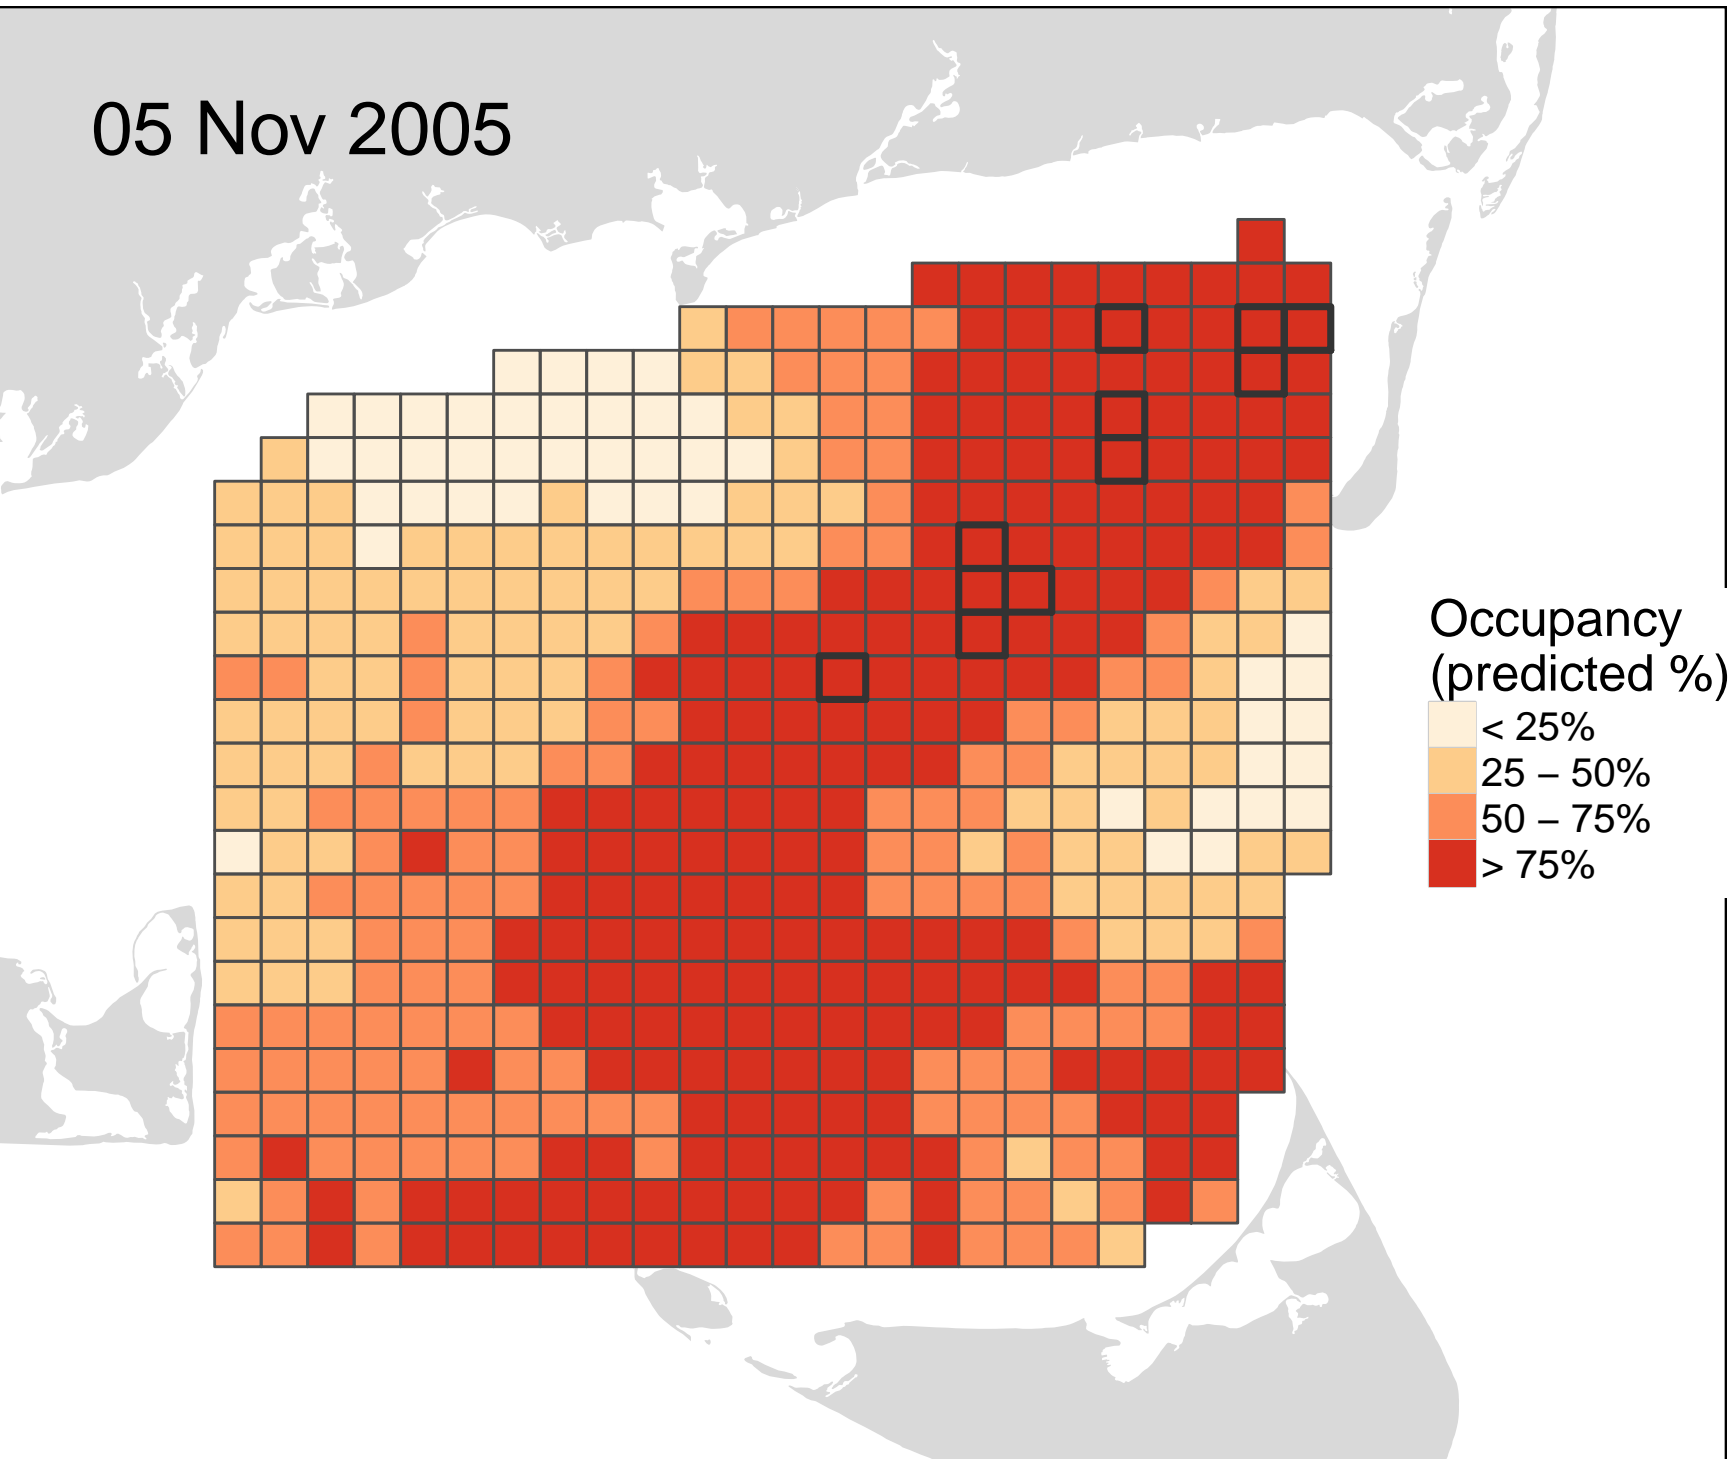 05 Nov 2005
Occupancy
(predicted %)
< 25%
25 – 50%
50 – 75%
> 75%